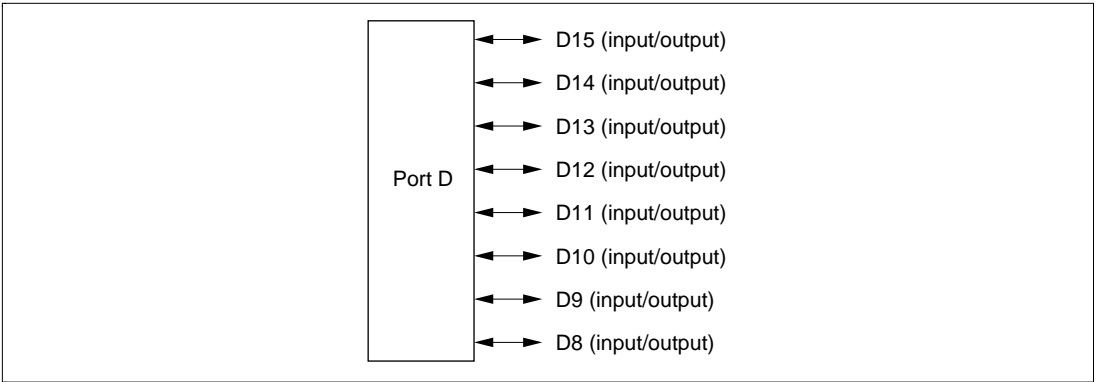 D15 (input/output)
D14 (input/output)
D13 (input/output)
D12 (input/output)
Port D
D11 (input/output)
D10 (input/output)
D9 (input/output)
D8 (input/output)